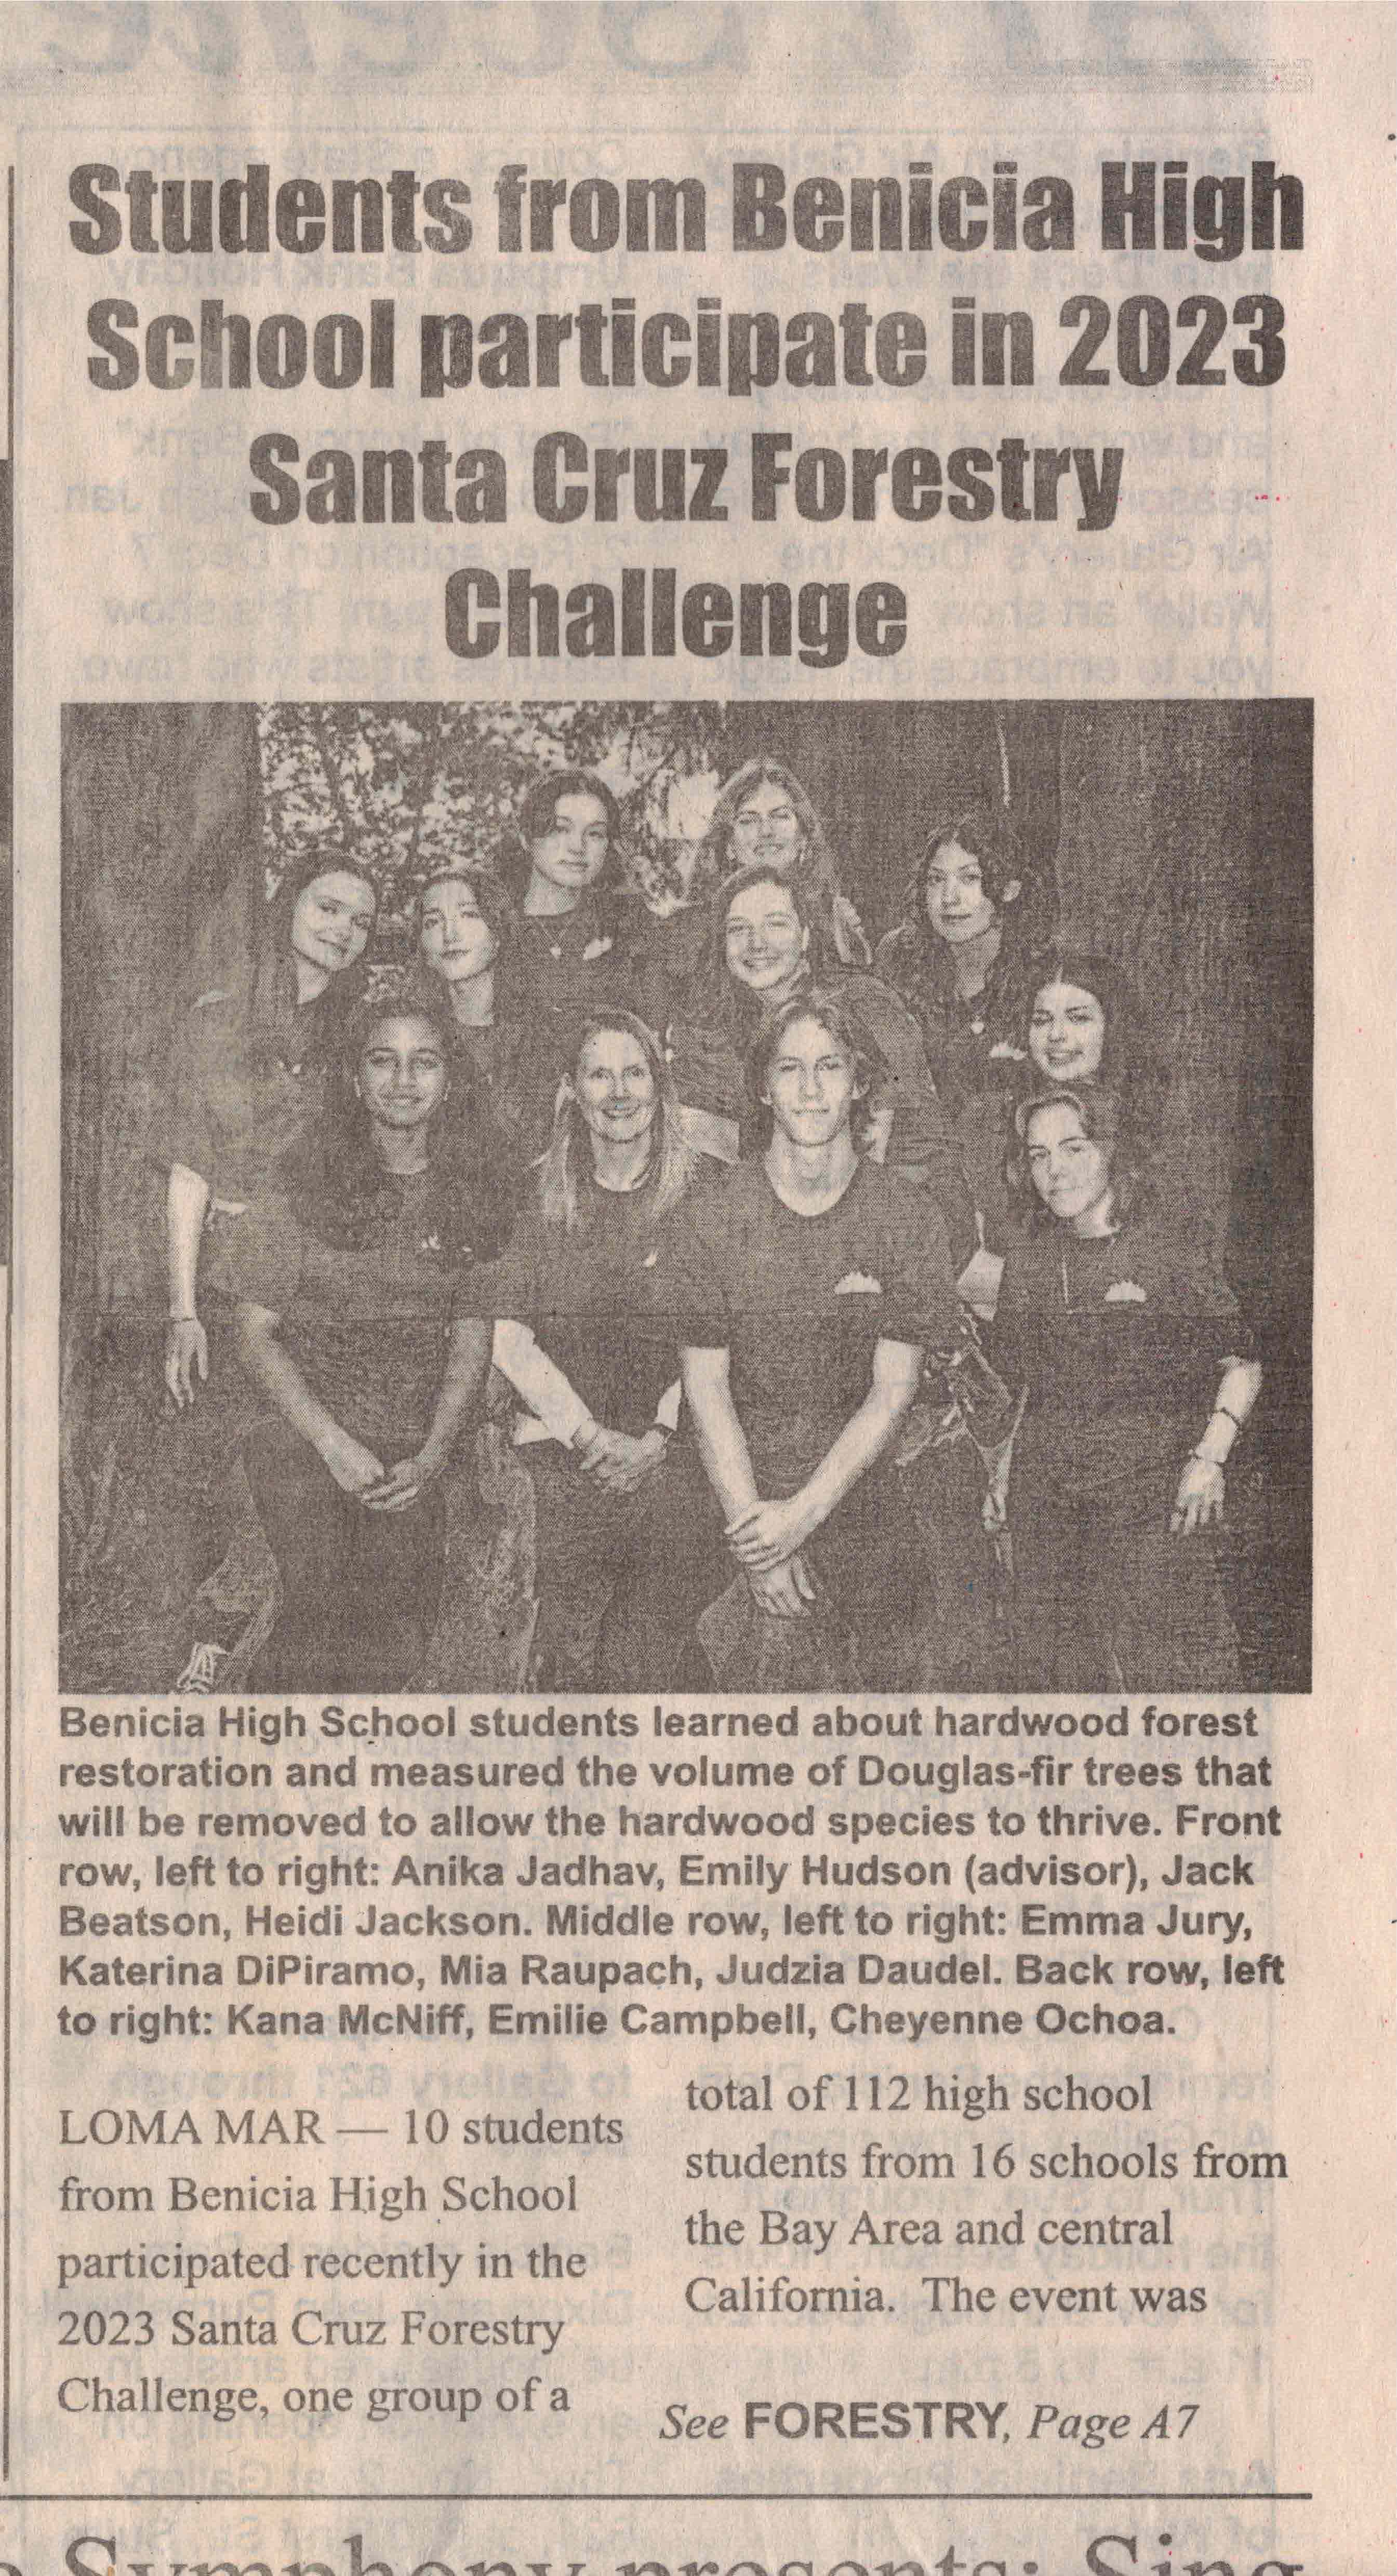 Students from Benicia High
School participate in 2023
Santa Cruz Forestry
Challenge
Benicia High School students learned about hardwood forest
restoration and measured the volume of Douglas-fir trees that
will be removed to allow the hardwood species to thrive. Front
row, left to right: Anika Jadhav, Emily Hudson (advisor), Jack
Beatson, Heidi Jackson. Middle row, left to right: Emma Jury,
Katerina DiPiramo, Mia Raupach, Judzia Daudel. Back row, left
to right: Kana McNiff, Emilie Campbell, Cheyenne Ochoa.
LOMA MAR — 10 students
from Benicia High School
participated recently in the
2023 Santa Cruz Forestry
Challenge, one group of a
total of 112 high school
students from 16 schools from
the Bay Area and central
California.  The event was
See FORESTRY, Page A7
Symphony presents: Sing